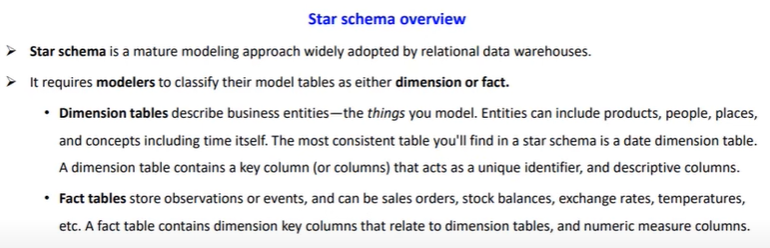 Star schema overview
➢ Star schema is a mature modeling approach widely adopted by relational data warehouses.
➢ It requires modelers to classify their model tables as either dimension or fact.
• Dimension tables describe business entities—the things you model. Entities can include products, people, places,
and concepts including time itself. The most consistent table you'll find in a star schema is a date dimension table.
A dimension table contains a key column (or columns) that acts as a unique identifier, and descriptive columns.
• Fact tables store observations or events, and can be sales orders, stock balances, exchange rates, temperatures,
etc. A fact table contains dimension key columns that relate to dimension tables, and numeric measure columns.